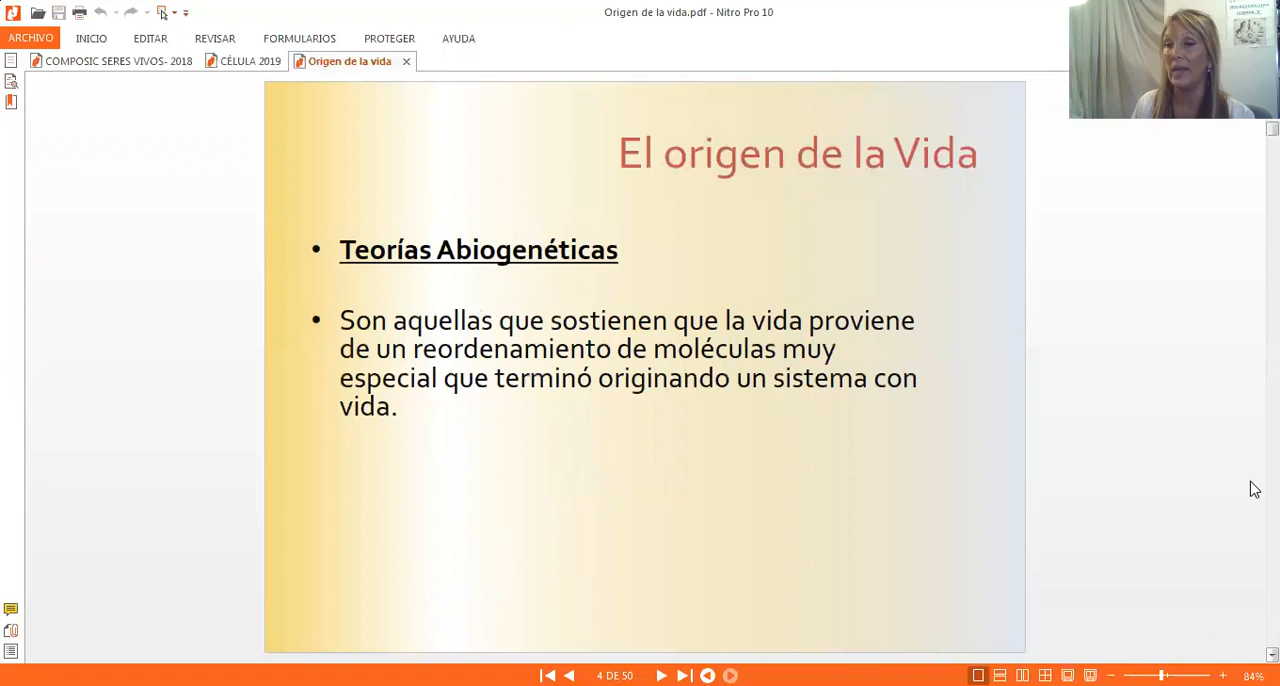 Origen de la vida.pdf - Nitro Pro 10
ARCHIVO INICIO EDITAR REVISAR FORMULARIOS PROTEGER AYUDA
COMPOSIC SERES VIVOS- 2018 CÉLULA 2019 Origen de la vida
El origen de la Vida
• Teorías Abiogenéticas
• Son aquellas que sostienen que la vida proviene
de un reordenamiento de moléculas muy
especial que terminó originando un sistema con
vida.
4 DE 50
84%